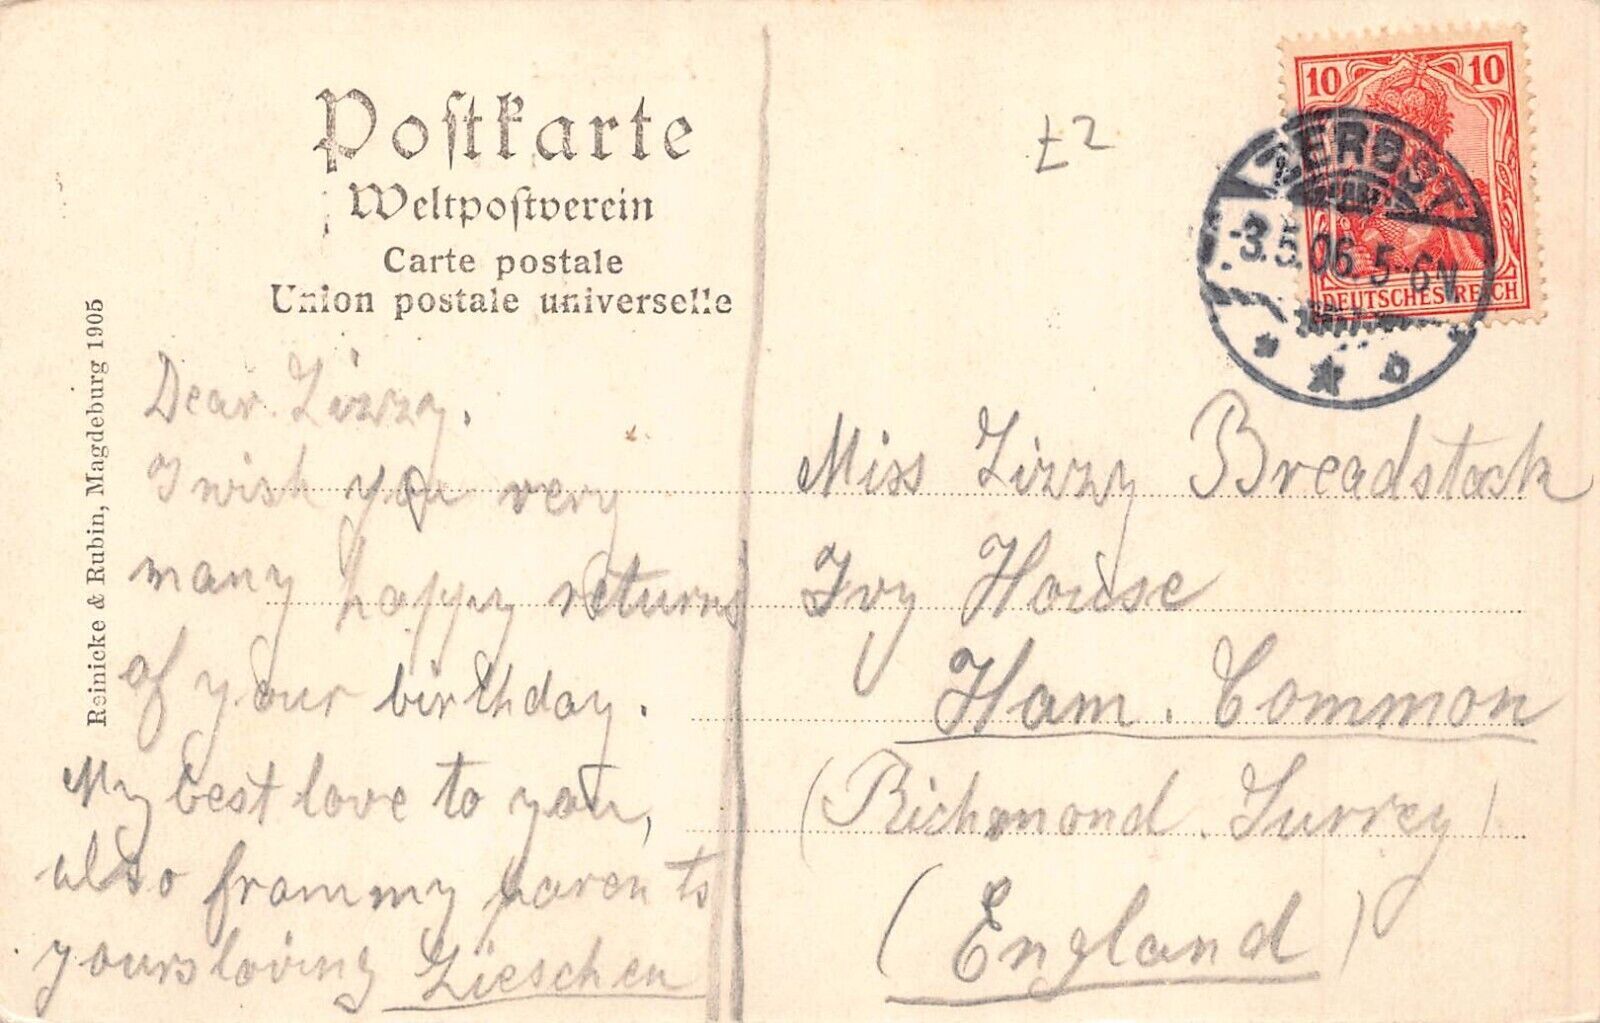 Postkarte
Weltpostverein
Carte postale
Union postale universelle
Reinicke & Rubin, Magdeburg 1905
£2
10 10
DEUTSCHES REICH
ZERBST
-3.5.06. 5-6N
b
Dear Lizzy.
I wish you very
many happy returns
of your birthday.
My best love to you,
also from my parents
yours loving Lieschen
Miss Lizzy
Ivy House
Ham. Common
(Richmond. Surrey)
(England)